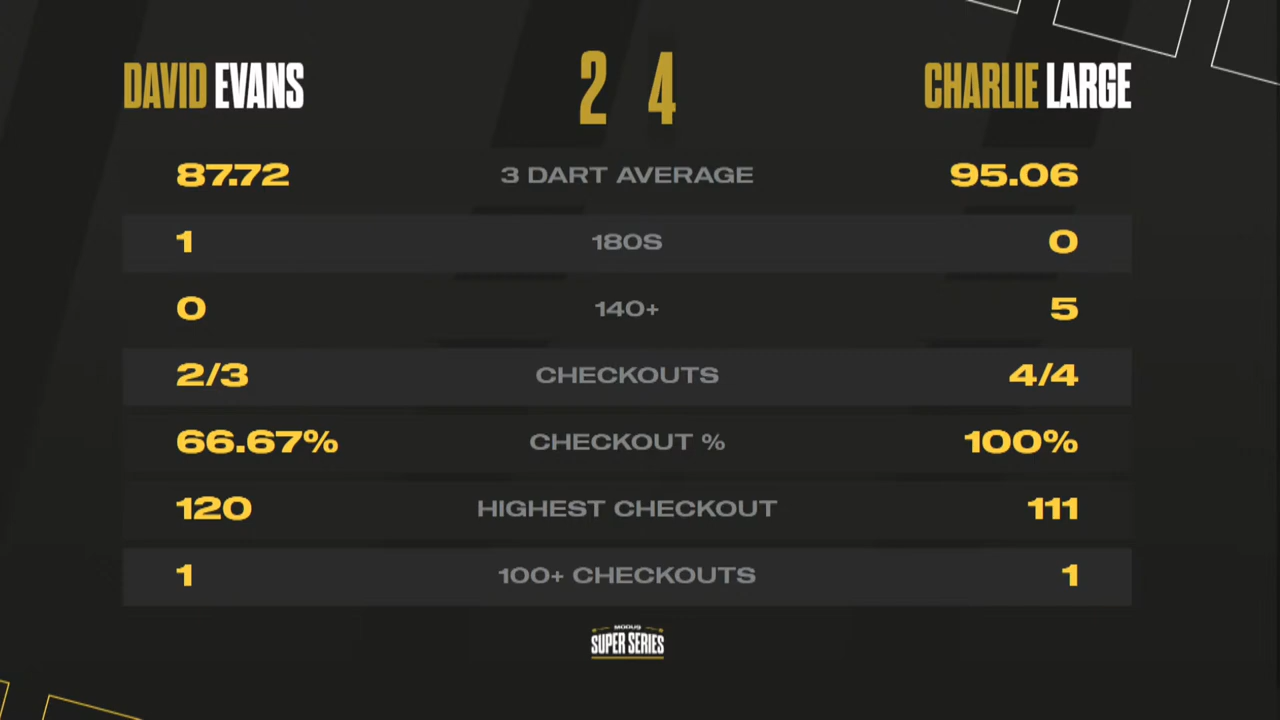 DAVID EVANS 2 4 CHARLIE LARGE
87.72 3 DART AVERAGE 95.06
1 180S 0
0 140+ 5
2/3 CHECKOUTS 4/4
66.67% CHECKOUT % 100%
120 HIGHEST CHECKOUT 111
1 100+ CHECKOUTS 1
MODUS
SUPER SERIES